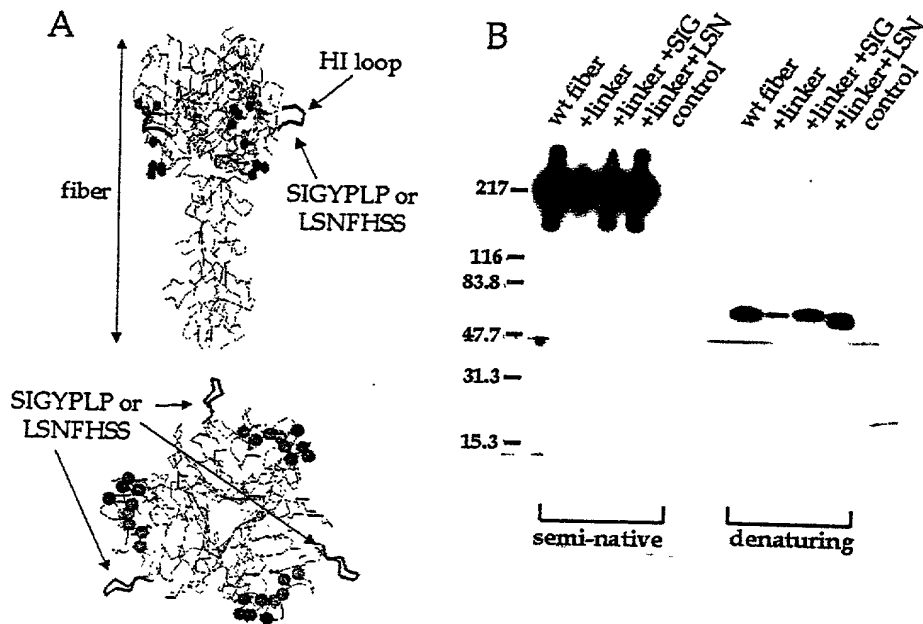 A
HI loop
fiber
SIGYPLP or
LSNFHSS
SIGYPLP or
LSNFHSS
B
wt fiber
+linker
+linker +SIG
+linker+LSN
control
wt fiber
+linker
+linker +SIG
+linker+LSN
control
217
116
83.8
47.7
31.3
15.3
semi-native
denaturing